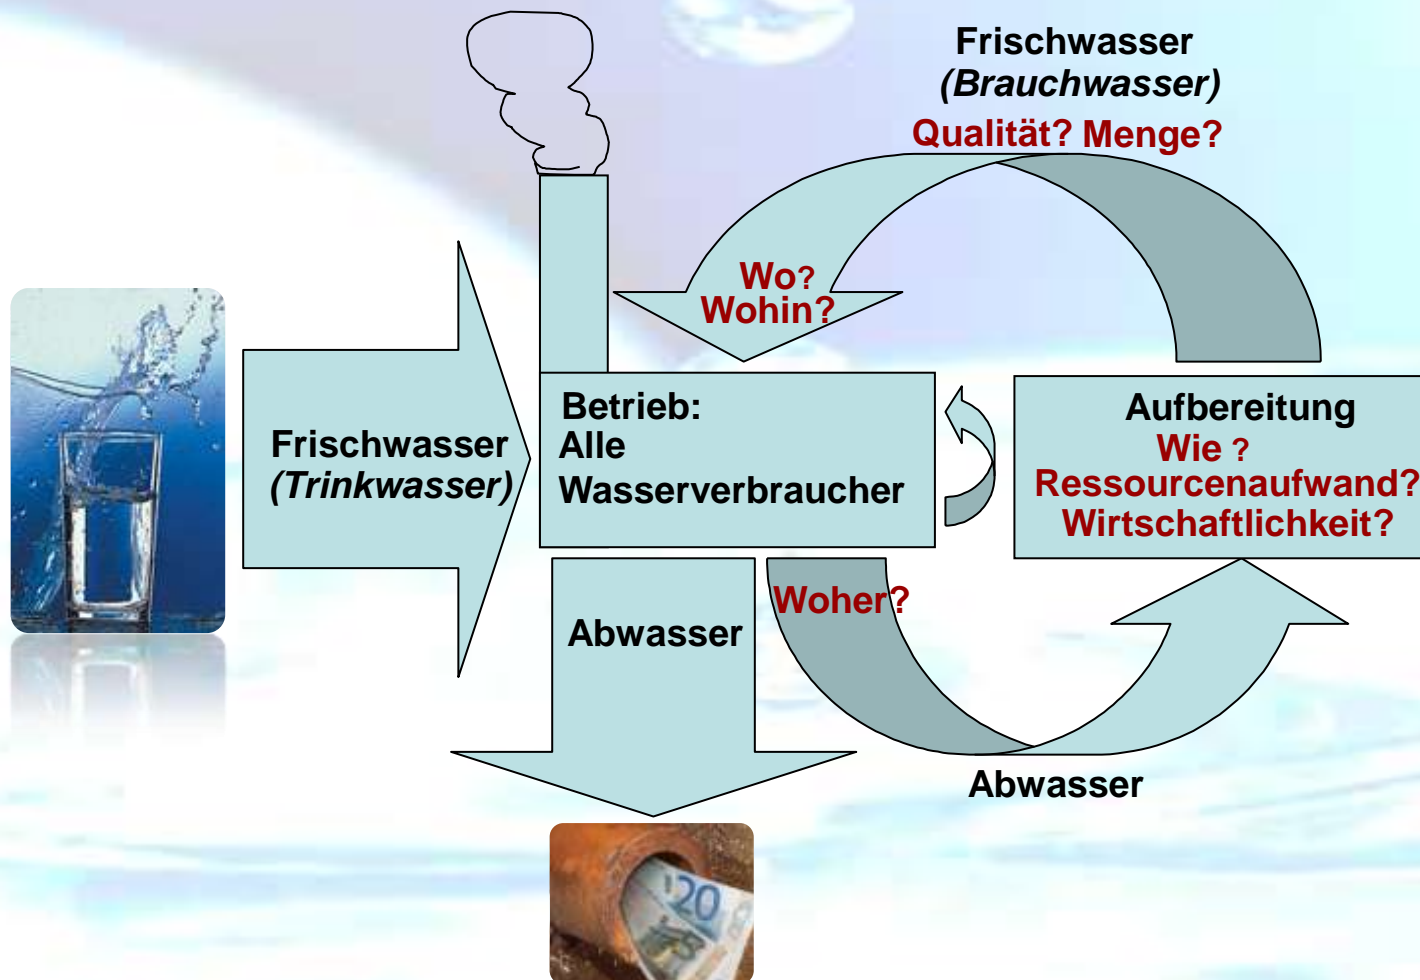 Frischwasser
(Brauchwasser)
Qualität? Menge?
Wo?
Wohin?
Frischwasser
(Trinkwasser)
Betrieb:
Alle
Wasserverbraucher
Aufbereitung
Wie ?
Ressourcenaufwand?
Wirtschaftlichkeit?
Woher?
Abwasser
Abwasser
20